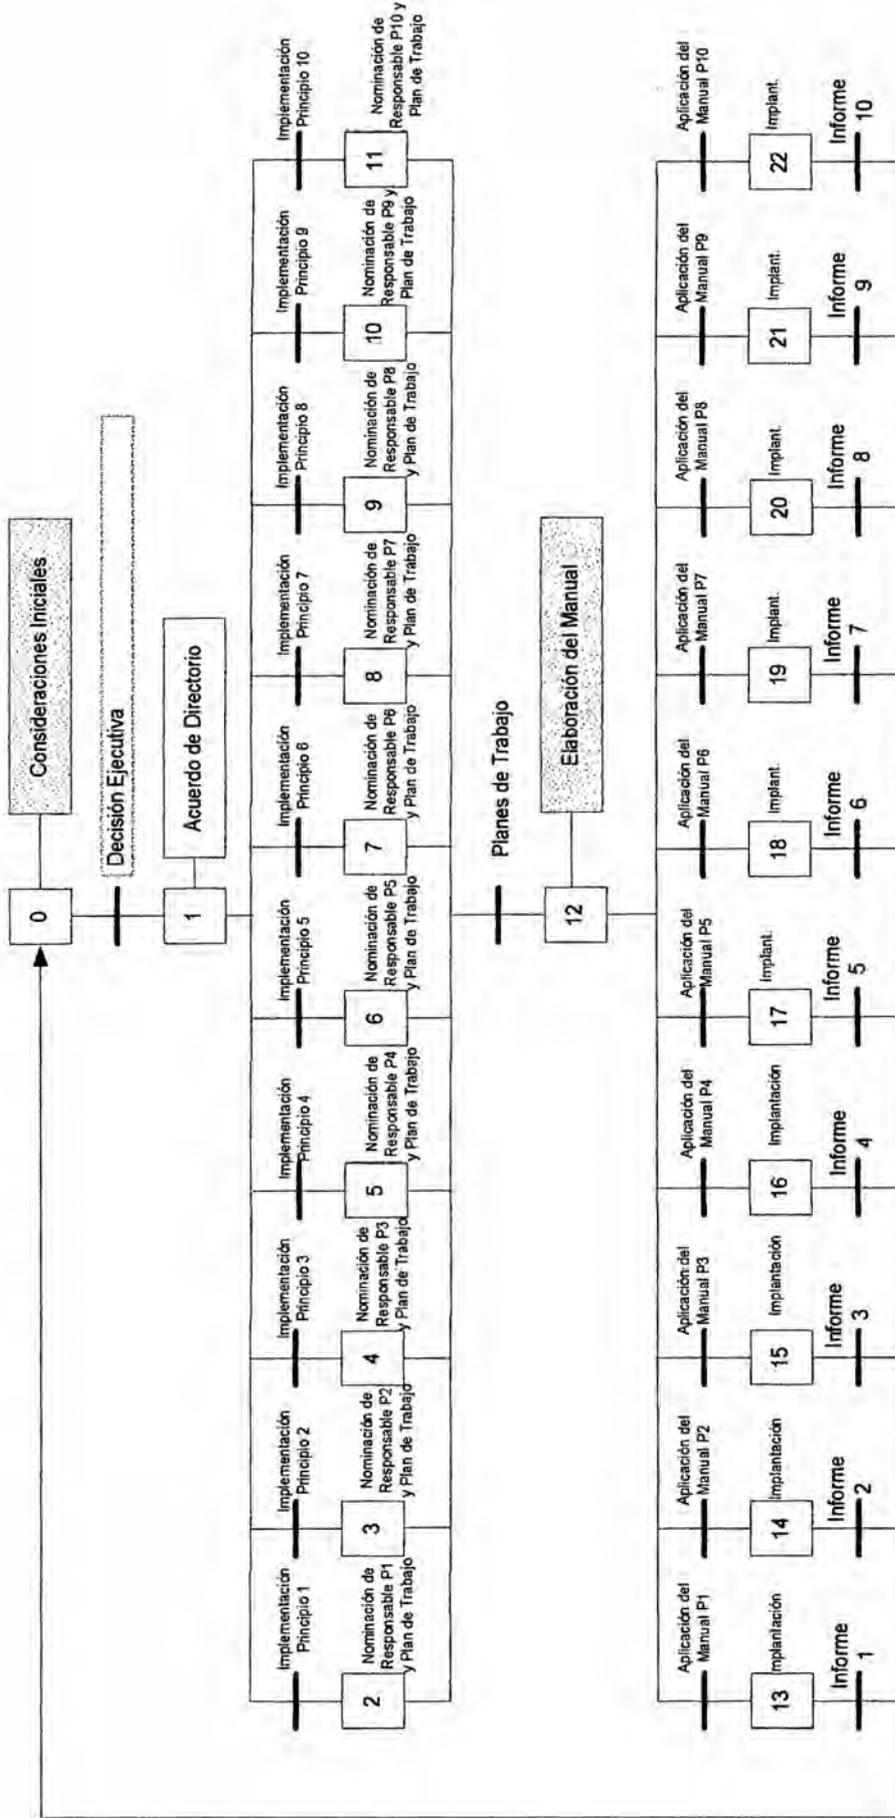 0
Consideraciones Iniciales
Decisión Ejecutiva
1
Acuerdo de Directorio
Implementación
Principio 1
Implementación
Principio 2
Implementación
Principio 3
Implementación
Principio 4
Implementación
Principio 5
Implementación
Principio 6
Implementación
Principio 7
Implementación
Principio 8
Implementación
Principio 9
Implementación
Principio 10
2
Nominación de
Responsable P1
y Plan de Trabajo
3
Nominación de
Responsable P2
y Plan de Trabajo
4
Nominación de
Responsable P3
y Plan de Trabajo
5
Nominación de
Responsable P4
y Plan de Trabajo
6
Nominación de
Responsable P5
y Plan de Trabajo
7
Nominación de
Responsable P6
y Plan de Trabajo
8
Nominación de
Responsable P7
y Plan de Trabajo
9
Nominación de
Responsable P8
y Plan de Trabajo
10
Nominación de
Responsable P9 y
Plan de Trabajo
11
Nominación de
Responsable P10 y
Plan de Trabajo
Planes de Trabajo
12
Elaboración del Manual
Aplicación del
Manual P1
Aplicación del
Manual P2
Aplicación del
Manual P3
Aplicación del
Manual P4
Aplicación del
Manual P5
Aplicación del
Manual P6
Aplicación del
Manual P7
Aplicación del
Manual P8
Aplicación del
Manual P9
Aplicación del
Manual P10
13
mplantación
14
Implantación
15
Implantación
16
Implantación
17
Implant.
18
Implant.
19
Implant.
20
Implant.
21
Implant.
22
Implant.
Informe
1
Informe
2
Informe
3
Informe
4
Informe
5
Informe
6
Informe
7
Informe
8
Informe
9
Informe
10